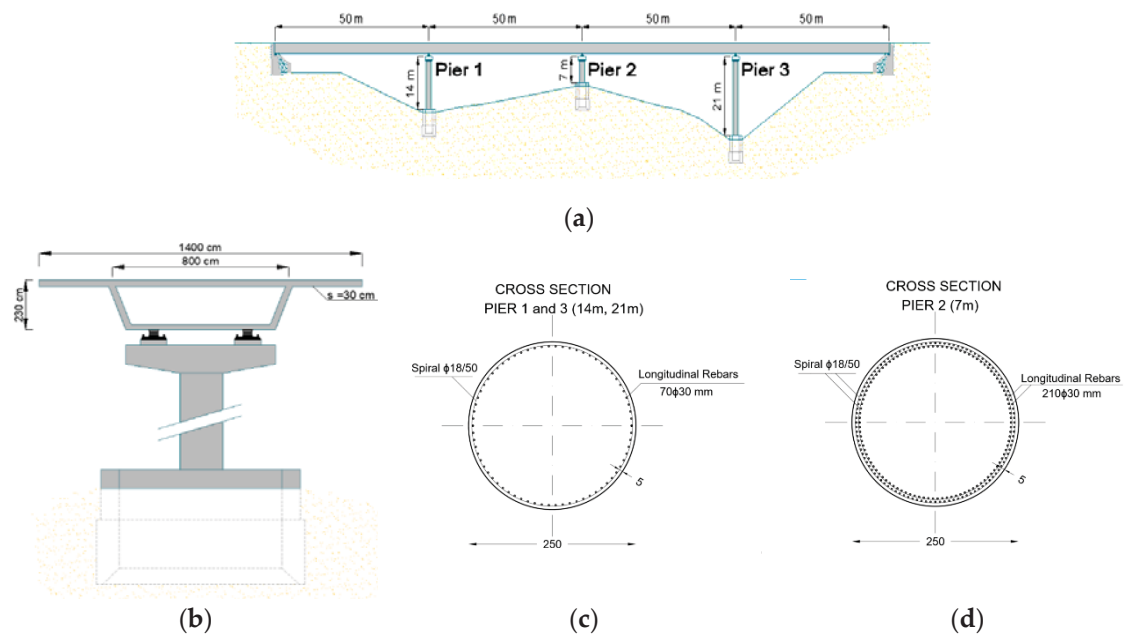 50 m 50 m 50 m 50 m
Pier 1 Pier 2 Pier 3
14 m 7 m 21 m
(a)
1400 cm
800 cm
230 cm
s =30 cm
(b)
CROSS SECTION
PIER 1 and 3 (14m, 21m)
Spiral ϕ18/50
Longitudinal Rebars
70ϕ30 mm
5
250
(c)
CROSS SECTION
PIER 2 (7m)
Spiral ϕ18/50
Longitudinal Rebars
210ϕ30 mm
5
250
(d)